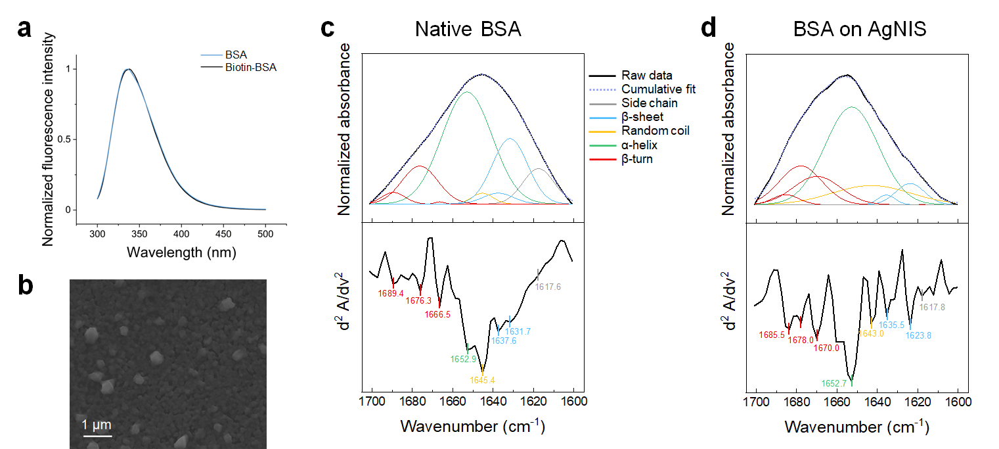 a
Normalized fluorescence intensity
1
0.5
0
BSA
Biotin-BSA
300
350
400
450
500
Wavelength (nm)
b
1 µm
c
Native BSA
Normalized absorbance
Raw data
Cumulative fit
Side chain
β-sheet
Random coil
α-helix
β-turn
d² A/dv²
1689.4
1676.3
1666.5
1652.9
1645.4
1637.6
1631.7
1617.6
1700
1680
1660
1640
1620
1600
Wavenumber (cm⁻¹)
d
BSA on AgNIS
Normalized absorbance
d² A/dv²
1685.5
1678.0
1670.0
1652.7
1643.0
1635.5
1623.8
1617.8
1700
1680
1660
1640
1620
1600
Wavenumber (cm⁻¹)